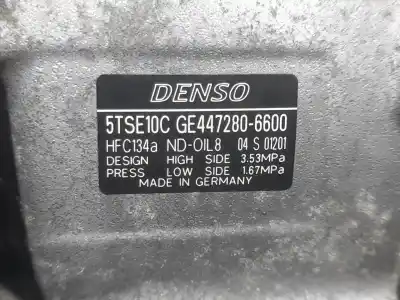 DENSO
5TSE10C GE447280-6600
HFC134a ND-OIL8 04 S 01201
DESIGN HIGH SIDE 3.53MPa
PRESS LOW SIDE 1.67MPa
MADE IN GERMANY